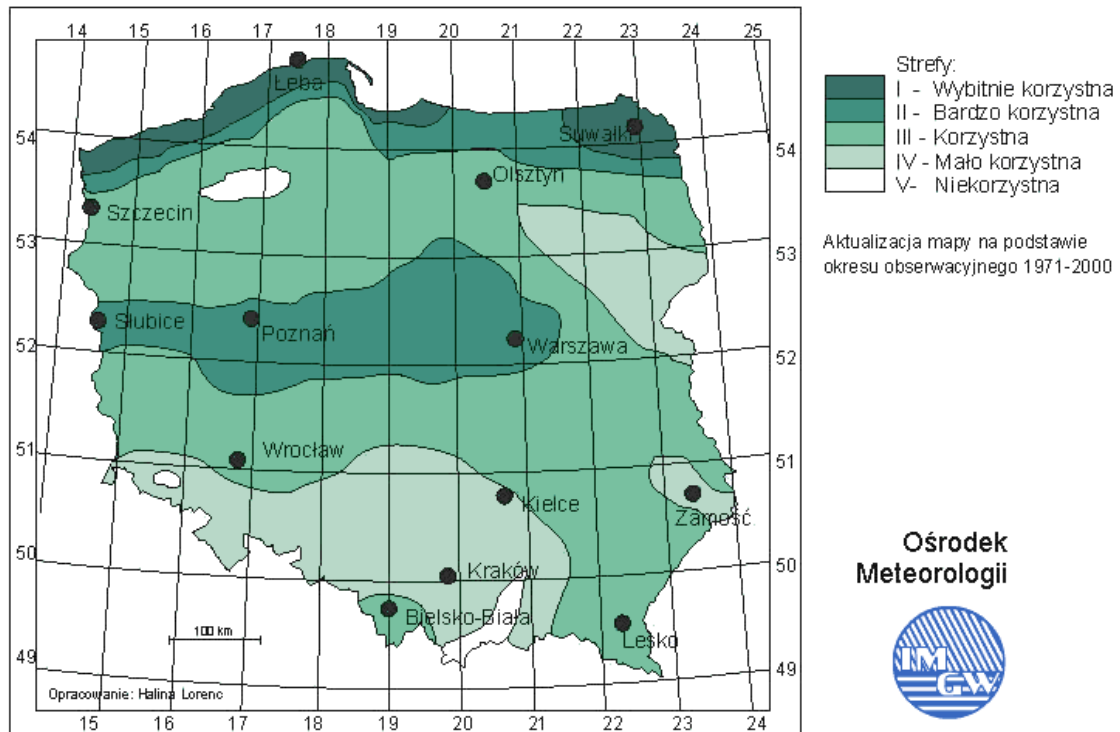 14 15 16 17 18 19 20 21 22 23 24 25
Łeba
54 Suwałki 54
Olsztyn
Szczecin
53 53
Słubice Poznań
52 Warszawa 52
51 Wrocław 51
Kielce Zamość
50 Kraków 50
Bielsko-Biała Lesko
100 km
49 49
Opracowanie: Halina Lorenc
15 16 17 18 19 20 21 22 23 24
Strefy:
I - Wybitnie korzystna
II - Bardzo korzystna
III - Korzystna
IV - Mało korzystna
V- Niekorzystna
Aktualizacja mapy na podstawie
okresu obserwacyjnego 1971-2000
Ośrodek
Meteorologii
IM
GW